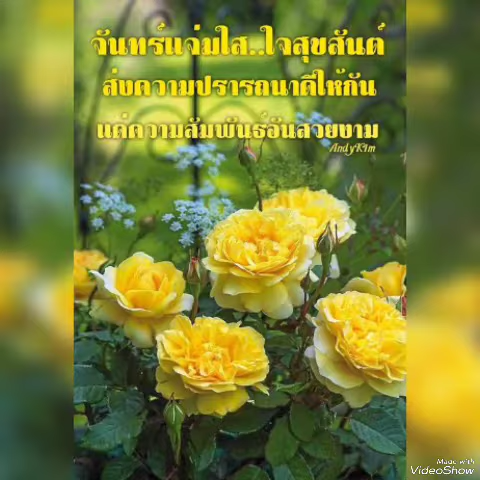 จันทร์แจ่มใส..ใจสุขสันต์
ส่งความปรารถนาดีให้กัน
แด่ความสัมพันธ์อันสวยงาม
AndyKim
Made with
VideoShow